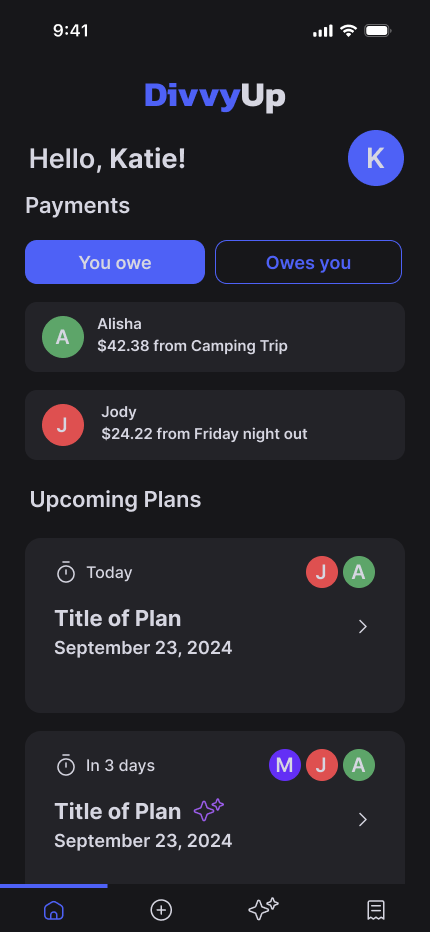 9:41
DivvyUp
Hello, Katie!
K
Payments
You owe
Owes you
A
Alisha
$42.38 from Camping Trip
J
Jody
$24.22 from Friday night out
Upcoming Plans
Today
J A
Title of Plan
September 23, 2024
In 3 days
M J A
Title of Plan
September 23, 2024